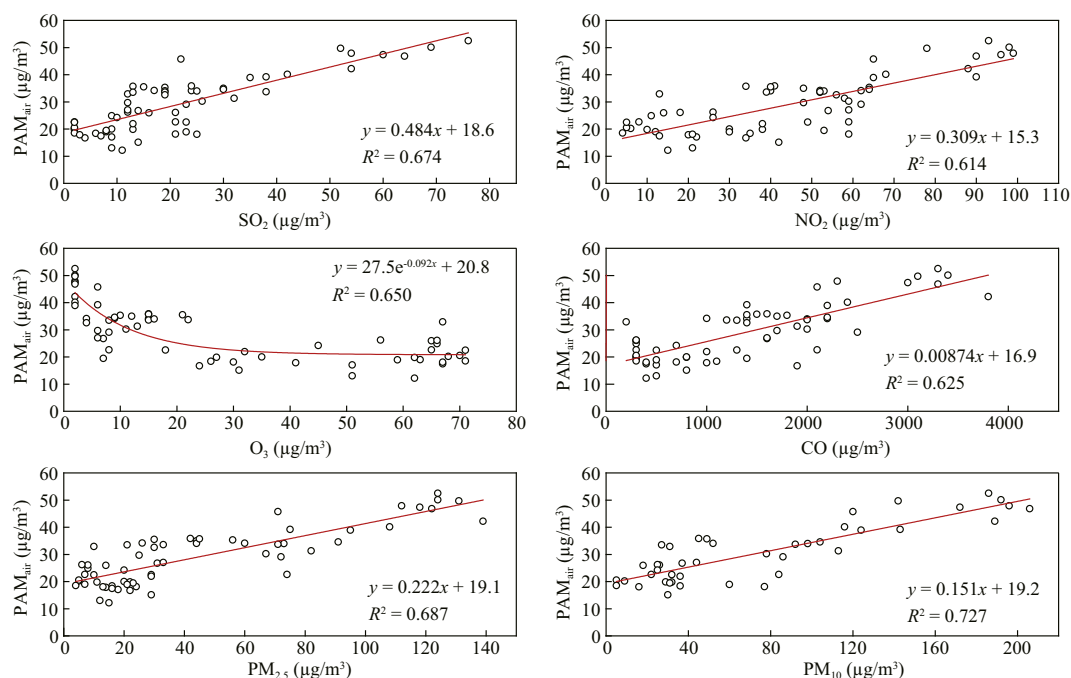 60
50
40
30
20
10
0
PAM_air (µg/m³)
y = 0.484x + 18.6
R² = 0.674
0 10 20 30 40 50 60 70 80
SO₂ (µg/m³)
60
50
40
30
20
10
0
PAM_air (µg/m³)
y = 0.309x + 15.3
R² = 0.614
0 10 20 30 40 50 60 70 80 90 100 110
NO₂ (µg/m³)
60
50
40
30
20
10
0
PAM_air (µg/m³)
y = 27.5e^{-0.092x} + 20.8
R² = 0.650
0 10 20 30 40 50 60 70 80
O₃ (µg/m³)
60
50
40
30
20
10
0
PAM_air (µg/m³)
y = 0.00874x + 16.9
R² = 0.625
0 1000 2000 3000 4000
CO (µg/m³)
60
50
40
30
20
10
0
PAM_air (µg/m³)
y = 0.222x + 19.1
R² = 0.687
0 20 40 60 80 100 120 140
PM₂.₅ (µg/m³)
60
50
40
30
20
10
0
PAM_air (µg/m³)
y = 0.151x + 19.2
R² = 0.727
0 40 80 120 160 200
PM₁₀ (µg/m³)